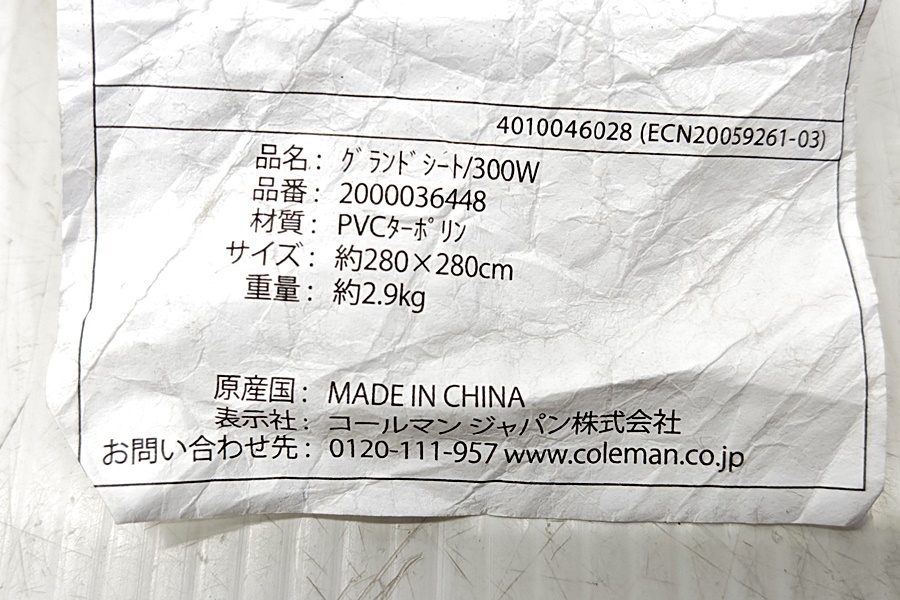 4010046028 (ECN20059261-03)
品名: ｸﾞﾗﾝﾄﾞｼｰﾄ/300W
品番: 2000036448
材質: PVCﾀｰﾎﾟﾘﾝ
サイズ: 約280×280cm
重量: 約2.9kg
原産国: MADE IN CHINA
表示社: コールマン ジャパン株式会社
お問い合わせ先: 0120-111-957 www.coleman.co.jp